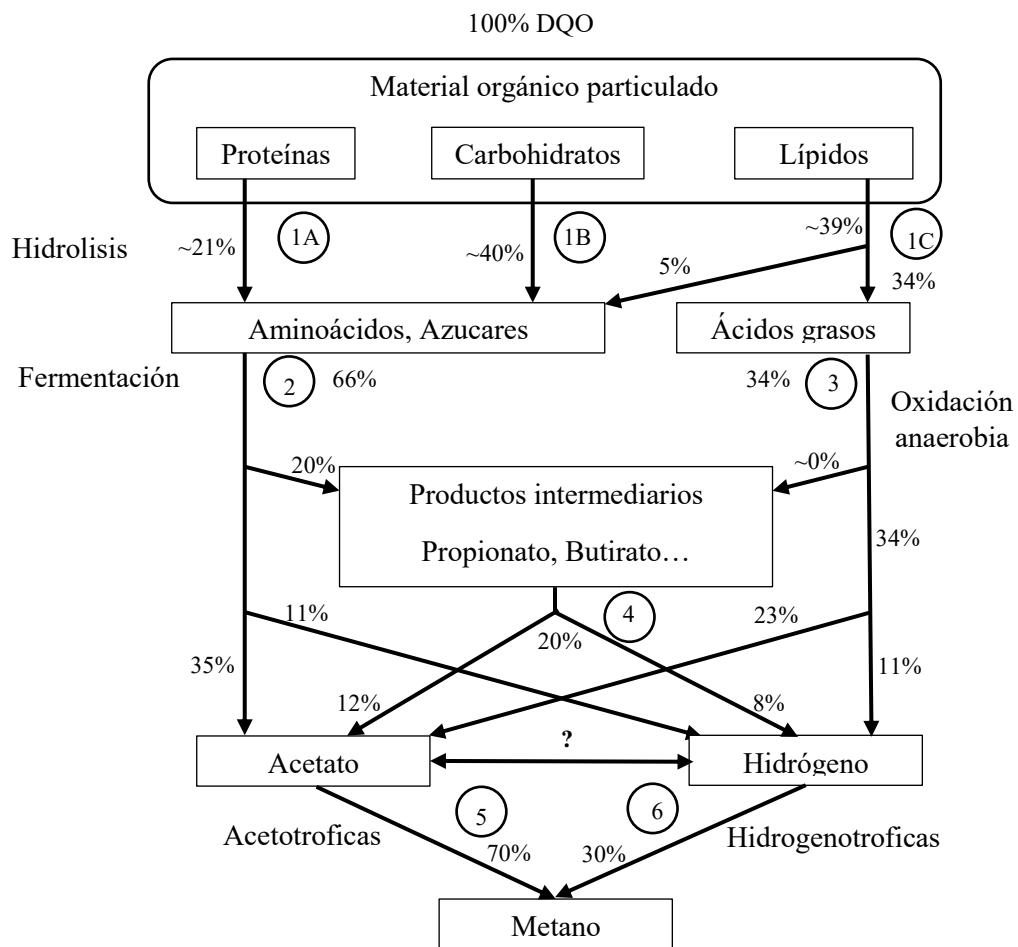 100% DQO
Material orgánico particulado
Proteínas
Carbohidratos
Lípidos
Hidrolisis
~21%
1A
~40%
1B
~39%
1C
5%
34%
Aminoácidos, Azucares
Ácidos grasos
Fermentación
2
66%
34%
3
Oxidación
anaerobia
20%
~0%
Productos intermediarios
Propionato, Butirato…
34%
11%
4
23%
20%
35%
11%
12%
8%
?
Acetato
Hidrógeno
5
6
Acetotroficas
Hidrogenotroficas
70%
30%
Metano